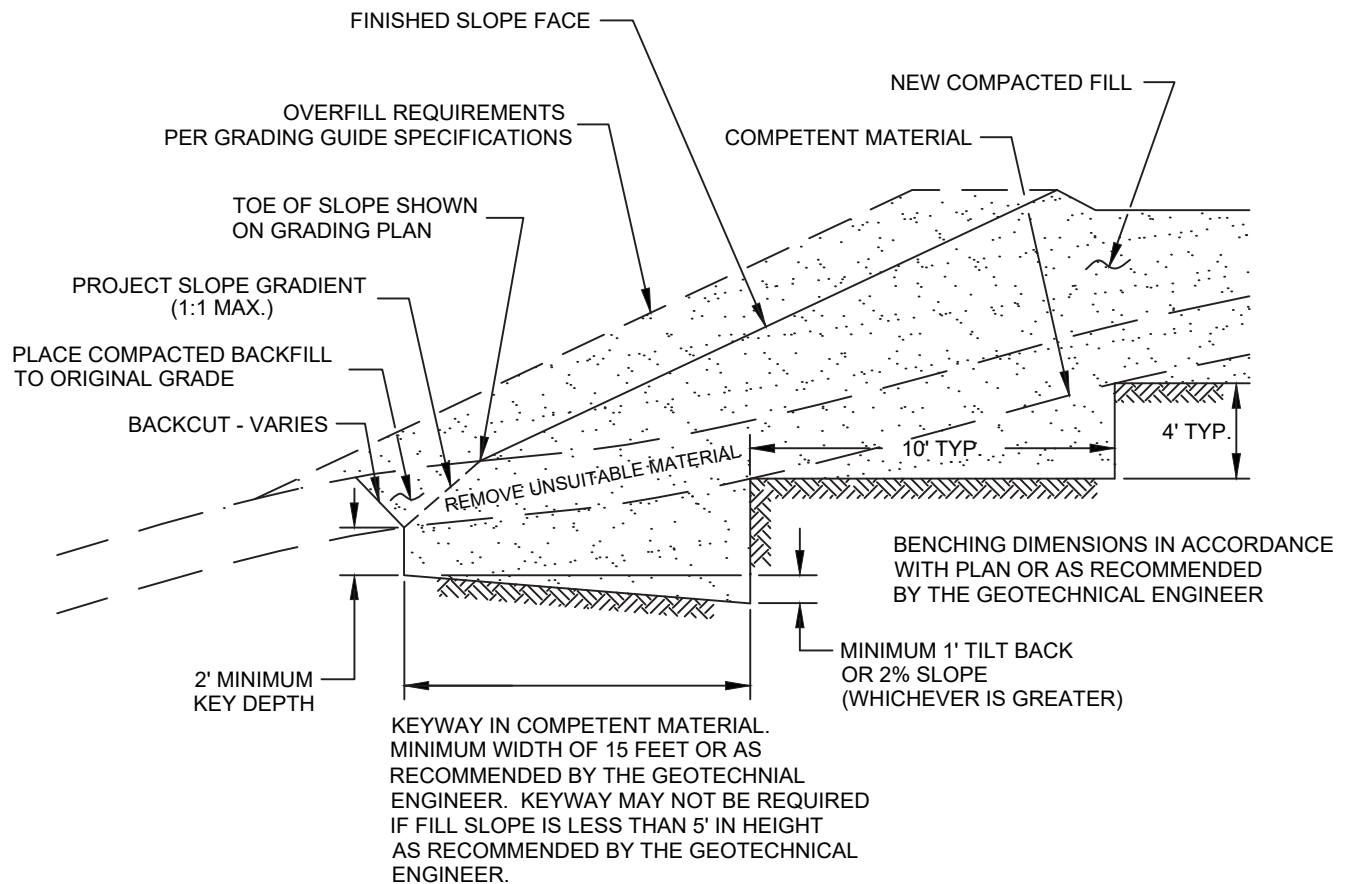 FINISHED SLOPE FACE
NEW COMPACTED FILL
OVERFILL REQUIREMENTS
PER GRADING GUIDE SPECIFICATIONS
COMPETENT MATERIAL
TOE OF SLOPE SHOWN
ON GRADING PLAN
PROJECT SLOPE GRADIENT
(1:1 MAX.)
PLACE COMPACTED BACKFILL
TO ORIGINAL GRADE
BACKCUT - VARIES
4' TYP.
10' TYP.
REMOVE UNSUITABLE MATERIAL
BENCHING DIMENSIONS IN ACCORDANCE
WITH PLAN OR AS RECOMMENDED
BY THE GEOTECHNICAL ENGINEER
MINIMUM 1' TILT BACK
OR 2% SLOPE
(WHICHEVER IS GREATER)
2' MINIMUM
KEY DEPTH
KEYWAY IN COMPETENT MATERIAL.
MINIMUM WIDTH OF 15 FEET OR AS
RECOMMENDED BY THE GEOTECHNIAL
ENGINEER. KEYWAY MAY NOT BE REQUIRED
IF FILL SLOPE IS LESS THAN 5' IN HEIGHT
AS RECOMMENDED BY THE GEOTECHNICAL
ENGINEER.